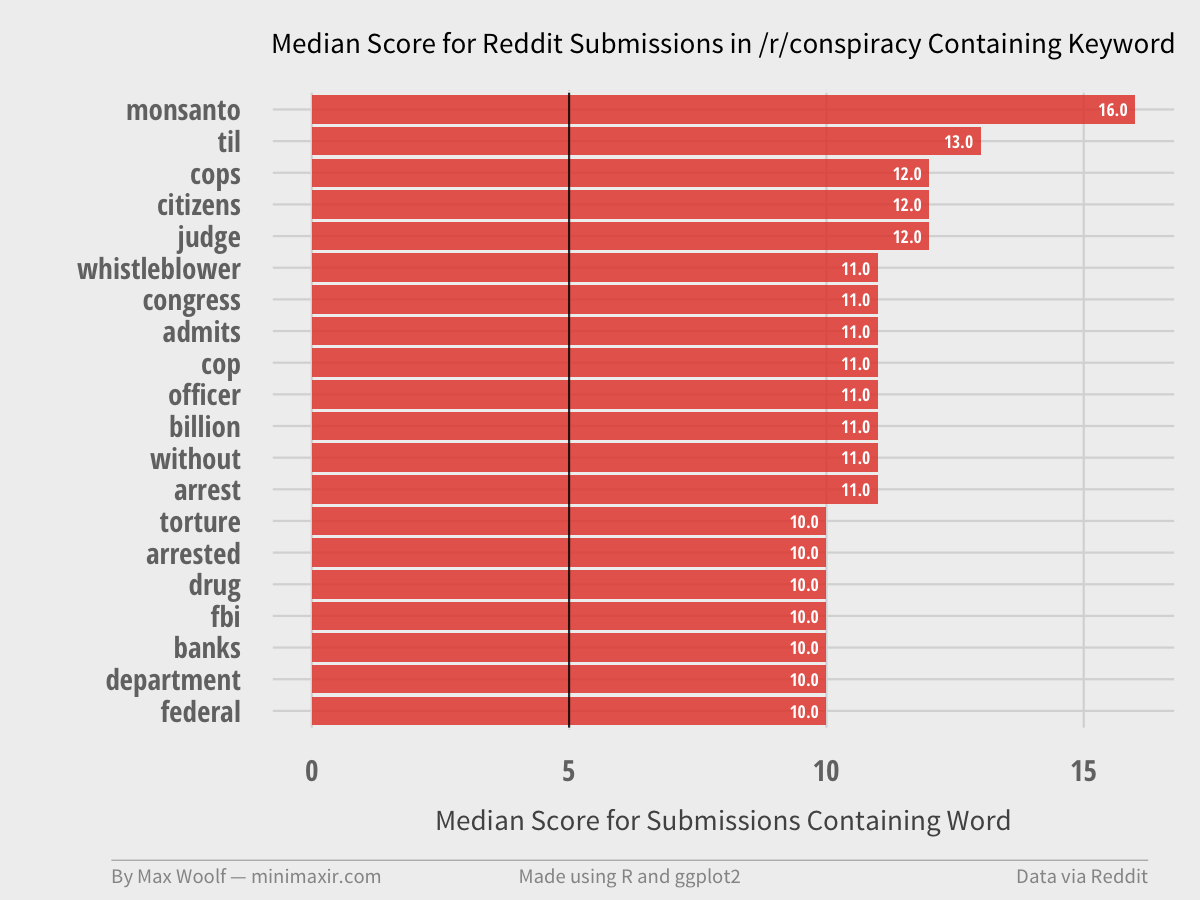 Median Score for Reddit Submissions in /r/conspiracy Containing Keyword
monsanto 16.0
til 13.0
cops 12.0
citizens 12.0
judge 12.0
whistleblower 11.0
congress 11.0
admits 11.0
cop 11.0
officer 11.0
billion 11.0
without 11.0
arrest 11.0
torture 10.0
arrested 10.0
drug 10.0
fbi 10.0
banks 10.0
department 10.0
federal 10.0
0 5 10 15
Median Score for Submissions Containing Word
By Max Woolf — minimaxir.com Made using R and ggplot2 Data via Reddit